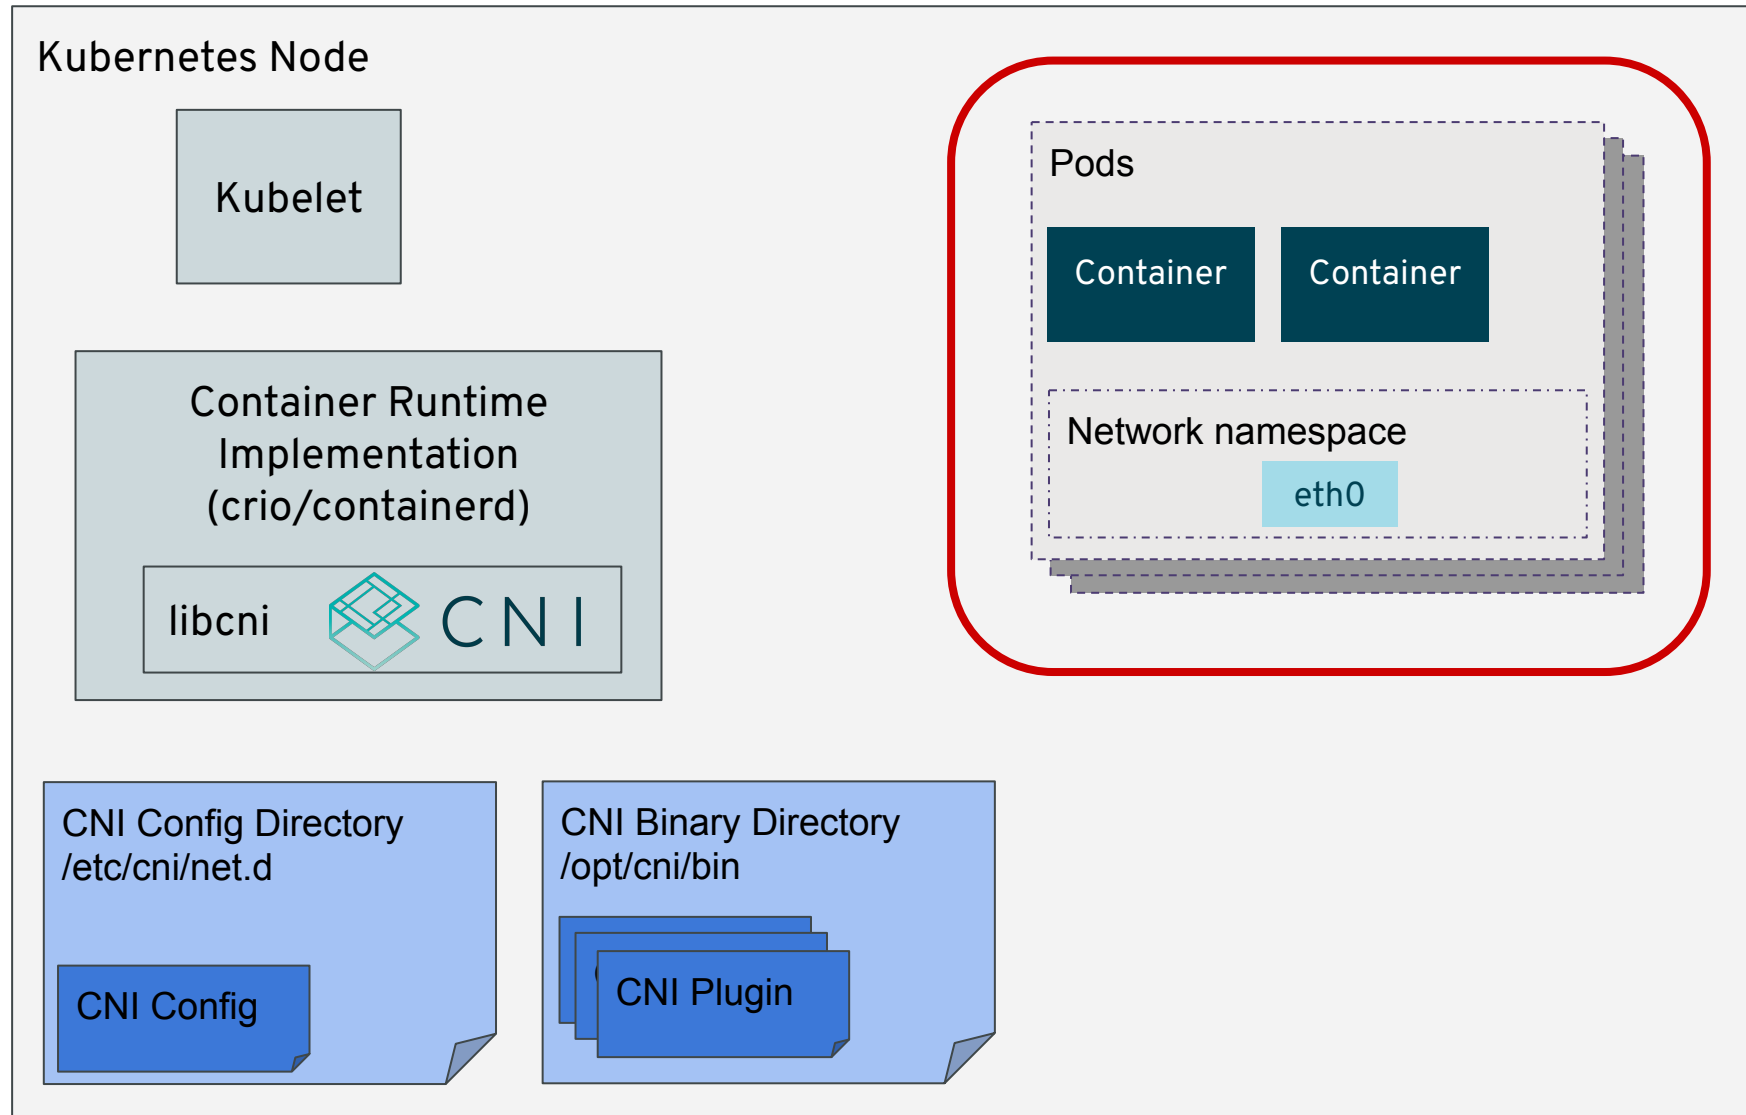 Kubernetes Node
Kubelet
Container Runtime
Implementation
(crio/containerd)
libcni
CNI
Pods
Container
Container
Network namespace
eth0
CNI Config Directory
/etc/cni/net.d
CNI Config
CNI Binary Directory
/opt/cni/bin
CNI Plugin